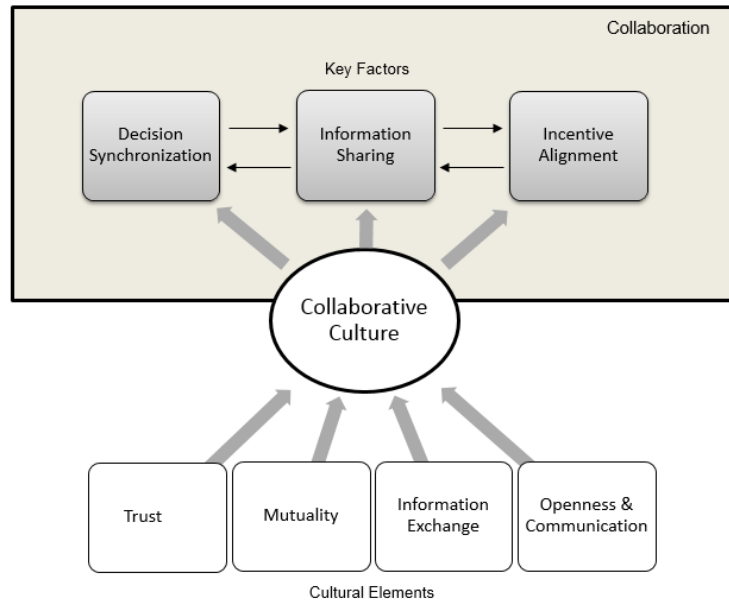 Collaboration
Key Factors
Decision
Synchronization
Information
Sharing
Incentive
Alignment
Collaborative
Culture
Trust
Mutuality
Information
Exchange
Openness &
Communication
Cultural Elements